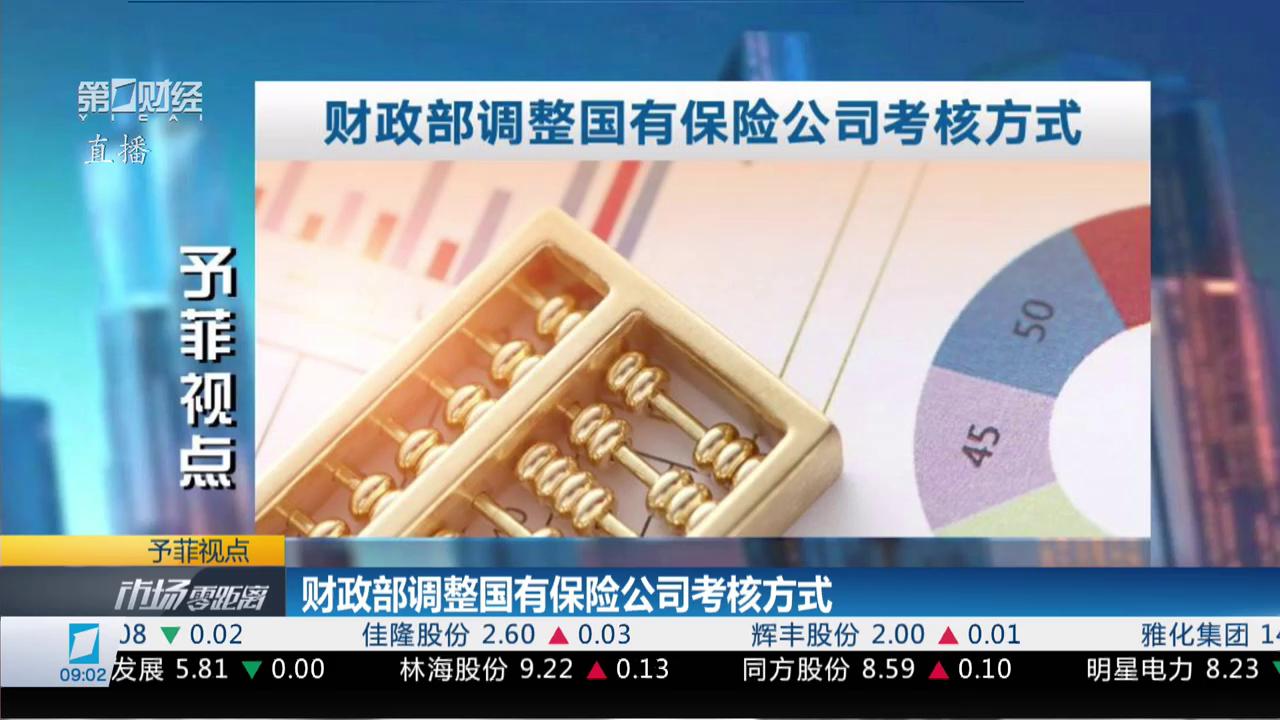 第一财经
YICAI
直播
财政部调整国有保险公司考核方式
予菲视点
50
45
予菲视点
市场零距离
财政部调整国有保险公司考核方式
08 ▼ 0.02 佳隆股份 2.60 ▲ 0.03 辉丰股份 2.00 ▲ 0.01 雅化集团 14
09:02
发展 5.81 ▼ 0.00 林海股份 9.22 ▲ 0.13 同方股份 8.59 ▲ 0.10 明星电力 8.23